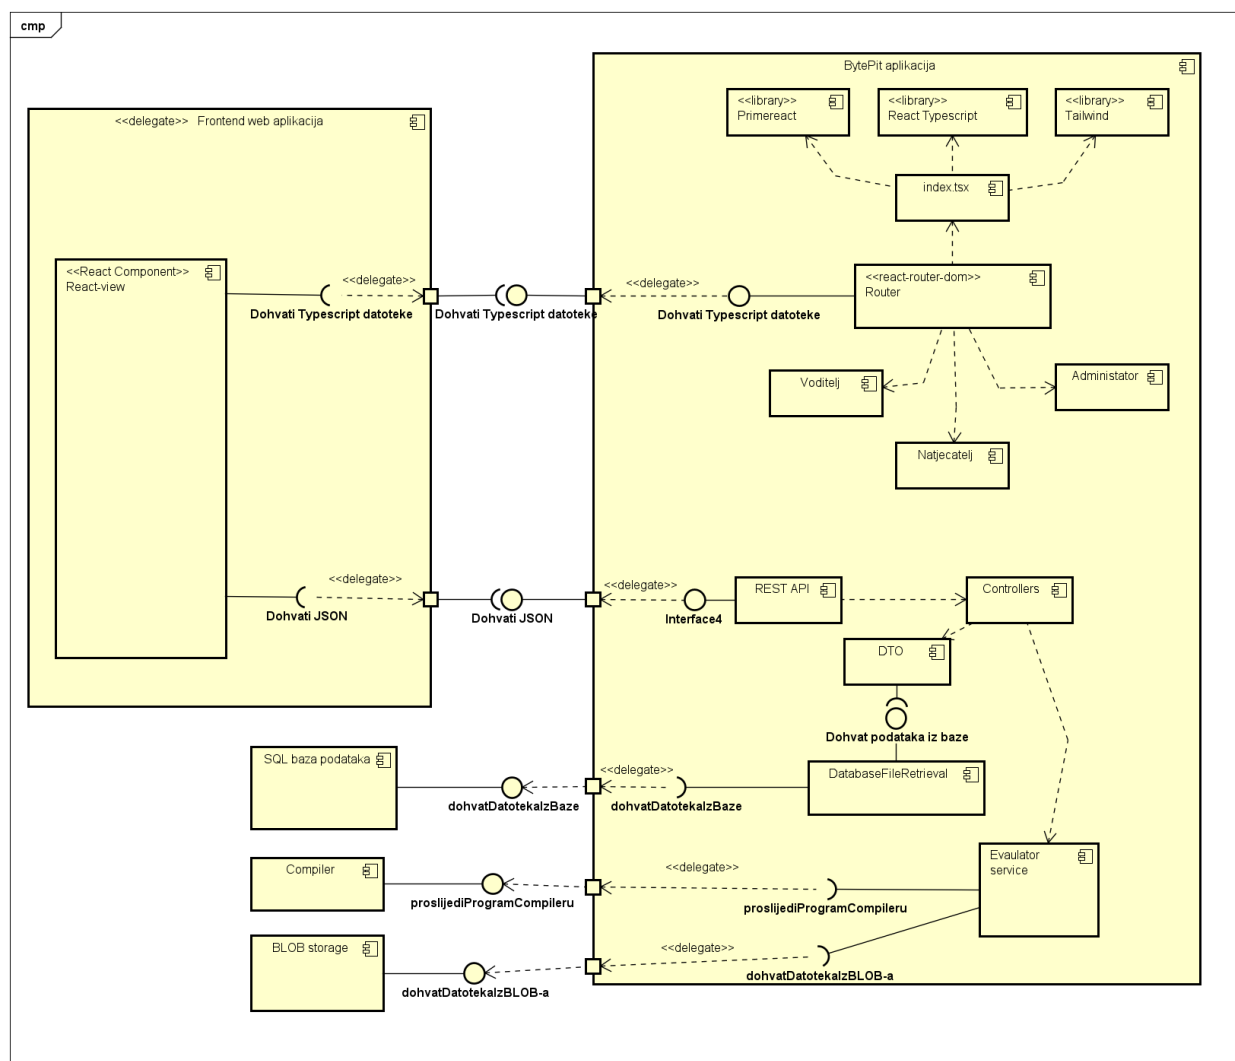 cmp
BytePit aplikacija
<<library>>
Primereact
<<library>>
React Typescript
<<library>>
Tailwind
<<delegate>> Frontend web aplikacija
index.tsx
<<React Component>>
React-view
<<delegate>>
Dohvati Typescript datoteke
Dohvati Typescript datoteke
<<delegate>>
Dohvati Typescript datoteke
<<react-router-dom>>
Router
Voditelj
Administator
Natjecatelj
<<delegate>>
Dohvati JSON
Dohvati JSON
<<delegate>>
Interface4
REST API
Controllers
DTO
Dohvat podataka iz baze
SQL baza podataka
dohvatDatotekaIzBaze
<<delegate>>
dohvatDatotekaIzBaze
DatabaseFileRetrieval
Compiler
proslijediProgramCompileru
<<delegate>>
proslijediProgramCompileru
Evaulator
service
BLOB storage
dohvatDatotekaIzBLOB-a
<<delegate>>
dohvatDatotekaIzBLOB-a